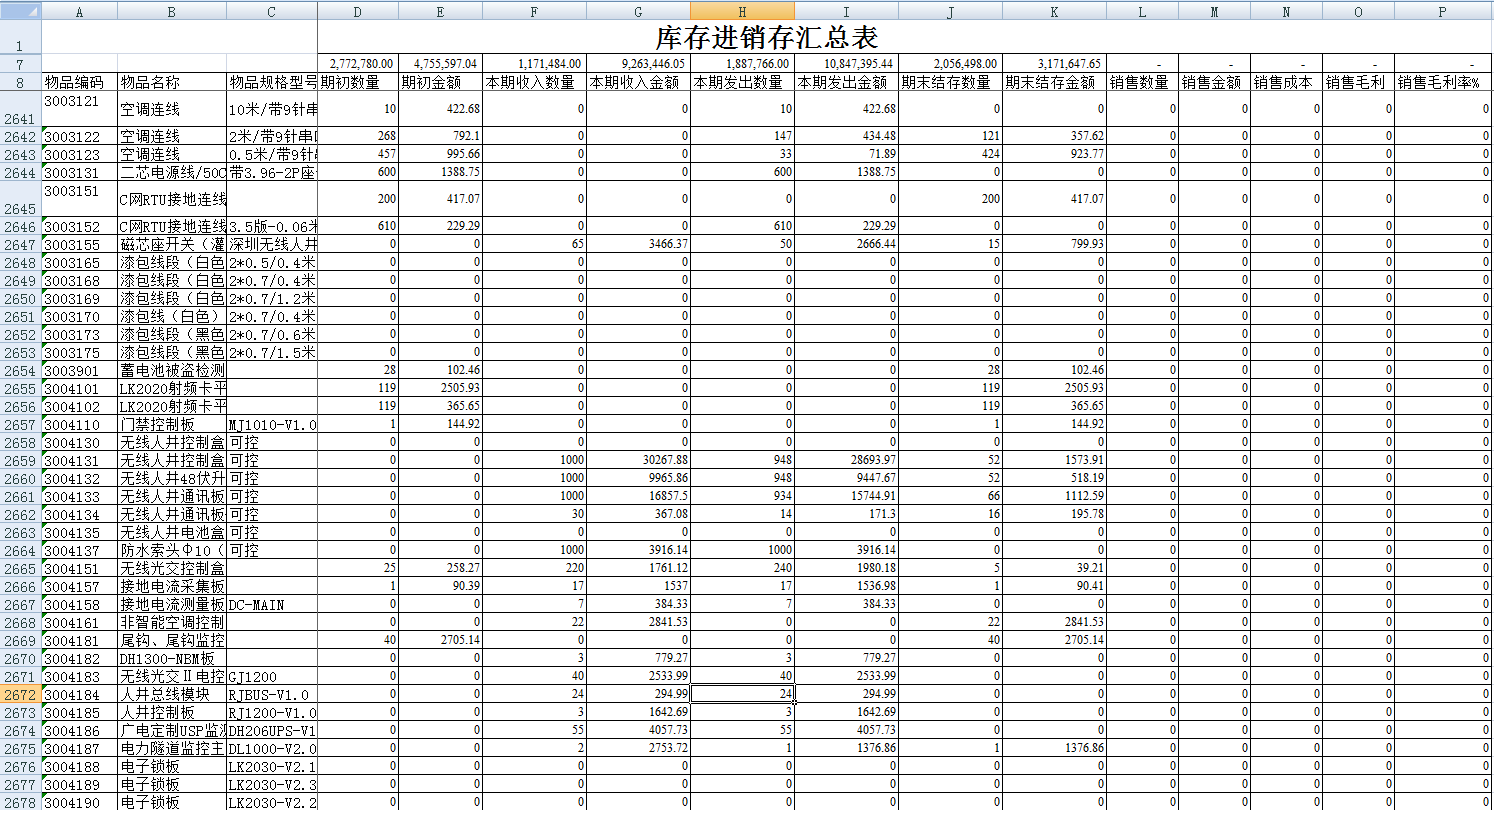 A B C D E F G H I J K L M N O P
1 库存进销存汇总表
7 2,772,780.00 4,755,597.04 1,171,484.00 9,263,446.05 1,887,766.00 10,847,395.44 2,056,498.00 3,171,647.65 - - - - -
8 物品编码 物品名称 物品规格型号 期初数量 期初金额 本期收入数量 本期收入金额 本期发出数量 本期发出金额 期末结存数量 期末结存金额 销售数量 销售金额 销售成本 销售毛利 销售毛利率%
2641 3003121 空调连线 10米/带9针串 10 422.68 0 0 10 422.68 0 0 0 0 0 0 0
2642 3003122 空调连线 2米/带9针串 268 792.1 0 0 147 434.48 121 357.62 0 0 0 0 0
2643 3003123 空调连线 0.5米/带9针 457 995.66 0 0 33 71.89 424 923.77 0 0 0 0 0
2644 3003131 二芯电源线/50C 带3.96-2P座 600 1388.75 0 0 600 1388.75 0 0 0 0 0 0 0
2645 3003151 C网RTU接地连线 200 417.07 0 0 0 0 200 417.07 0 0 0 0 0
2646 3003152 C网RTU接地连线 3.5版-0.06米 610 229.29 0 0 610 229.29 0 0 0 0 0 0 0
2647 3003155 磁芯座开关（灌 深圳无线人井 0 0 65 3466.37 50 2666.44 15 799.93 0 0 0 0 0
2648 3003165 漆包线段（白色 2*0.5/0.4米 0 0 0 0 0 0 0 0 0 0 0 0 0
2649 3003168 漆包线段（白色 2*0.7/0.4米 0 0 0 0 0 0 0 0 0 0 0 0 0
2650 3003169 漆包线段（白色 2*0.7/1.2米 0 0 0 0 0 0 0 0 0 0 0 0 0
2651 3003170 漆包线（白色） 2*0.7/0.4米 0 0 0 0 0 0 0 0 0 0 0 0 0
2652 3003173 漆包线段（黑色 2*0.7/0.6米 0 0 0 0 0 0 0 0 0 0 0 0 0
2653 3003175 漆包线段（黑色 2*0.7/1.5米 0 0 0 0 0 0 0 0 0 0 0 0 0
2654 3003901 蓄电池被盗检测 28 102.46 0 0 0 0 28 102.46 0 0 0 0 0
2655 3004101 LK2020射频卡平 119 2505.93 0 0 0 0 119 2505.93 0 0 0 0 0
2656 3004102 LK2020射频卡平 119 365.65 0 0 0 0 119 365.65 0 0 0 0 0
2657 3004110 门禁控制板 MJ1010-V1.0 1 144.92 0 0 0 0 1 144.92 0 0 0 0 0
2658 3004130 无线人井控制盒 可控 0 0 0 0 0 0 0 0 0 0 0 0 0
2659 3004131 无线人井控制盒 可控 0 0 1000 30267.88 948 28693.97 52 1573.91 0 0 0 0 0
2660 3004132 无线人井48伏升 可控 0 0 1000 9965.86 948 9447.67 52 518.19 0 0 0 0 0
2661 3004133 无线人井通讯板 可控 0 0 1000 16857.5 934 15744.91 66 1112.59 0 0 0 0 0
2662 3004134 无线人井通讯板 可控 0 0 30 367.08 14 171.3 16 195.78 0 0 0 0 0
2663 3004135 无线人井电池盒 可控 0 0 0 0 0 0 0 0 0 0 0 0 0
2664 3004137 防水索头Φ10（ 可控 0 0 1000 3916.14 1000 3916.14 0 0 0 0 0 0 0
2665 3004151 无线光交控制盒 25 258.27 220 1761.12 240 1980.18 5 39.21 0 0 0 0 0
2666 3004157 接地电流采集板 1 90.39 17 1537 17 1536.98 1 90.41 0 0 0 0 0
2667 3004158 接地电流测量板 DC-MAIN 0 0 7 384.33 7 384.33 0 0 0 0 0 0 0
2668 3004161 非智能空调控制 0 0 22 2841.53 0 0 22 2841.53 0 0 0 0 0
2669 3004181 尾钩、尾钩监控 40 2705.14 0 0 0 0 40 2705.14 0 0 0 0 0
2670 3004182 DH1300-NBM板 0 0 3 779.27 3 779.27 0 0 0 0 0 0 0
2671 3004183 无线光交Ⅱ电控 GJ1200 0 0 40 2533.99 40 2533.99 0 0 0 0 0 0 0
2672 3004184 人井总线模块 RJBUS-V1.0 0 0 24 294.99 24 294.99 0 0 0 0 0 0 0
2673 3004185 人井控制板 RJ1200-V1.0 0 0 3 1642.69 3 1642.69 0 0 0 0 0 0 0
2674 3004186 广电定制USP监测 DH206UPS-V1 0 0 55 4057.73 55 4057.73 0 0 0 0 0 0 0
2675 3004187 电力隧道监控主 DL1000-V2.0 0 0 2 2753.72 1 1376.86 1 1376.86 0 0 0 0 0
2676 3004188 电子锁板 LK2030-V2.1 0 0 0 0 0 0 0 0 0 0 0 0 0
2677 3004189 电子锁板 LK2030-V2.3 0 0 0 0 0 0 0 0 0 0 0 0 0
2678 3004190 电子锁板 LK2030-V2.2 0 0 0 0 0 0 0 0 0 0 0 0 0